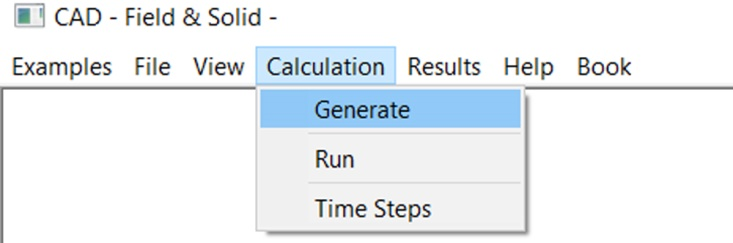 CAD - Field & Solid -
Examples File View Calculation Results Help Book
Generate
Run
Time Steps